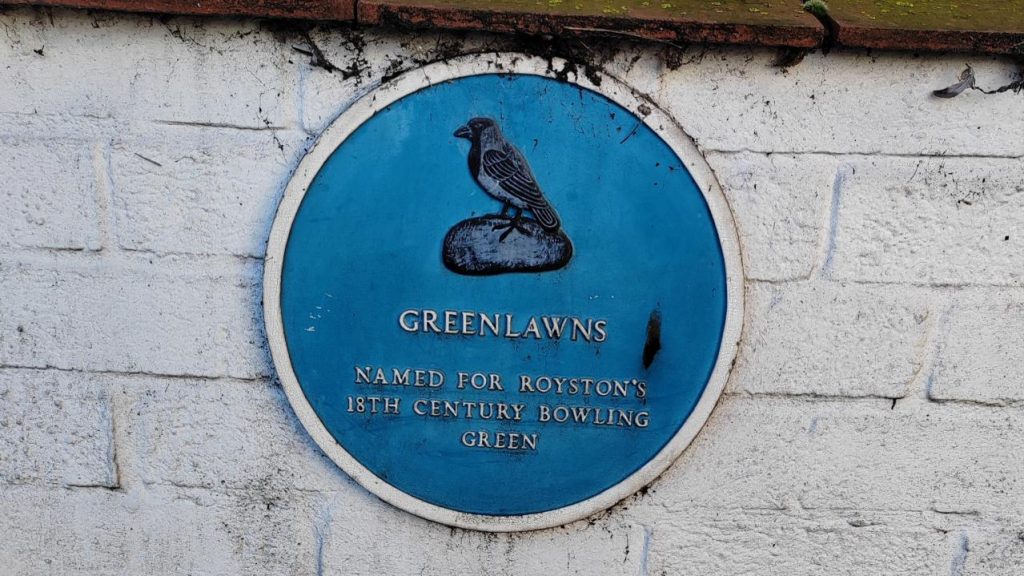 GREENLAWNS
NAMED FOR ROYSTON'S
18TH CENTURY BOWLING
GREEN